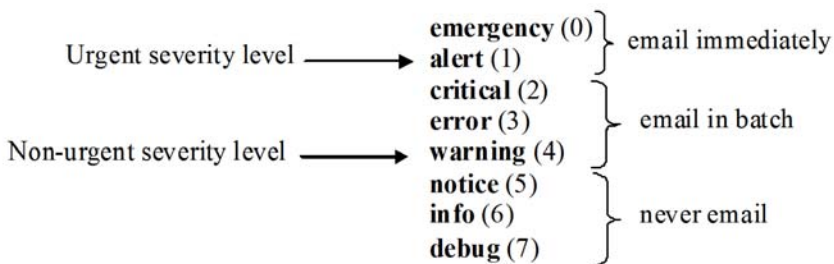 emergency (0)
email immediately
Urgent severity level
alert (1)
critical (2)
error (3)
email in batch
Non-urgent severity level
warning (4)
notice (5)
info (6)
never email
debug (7)